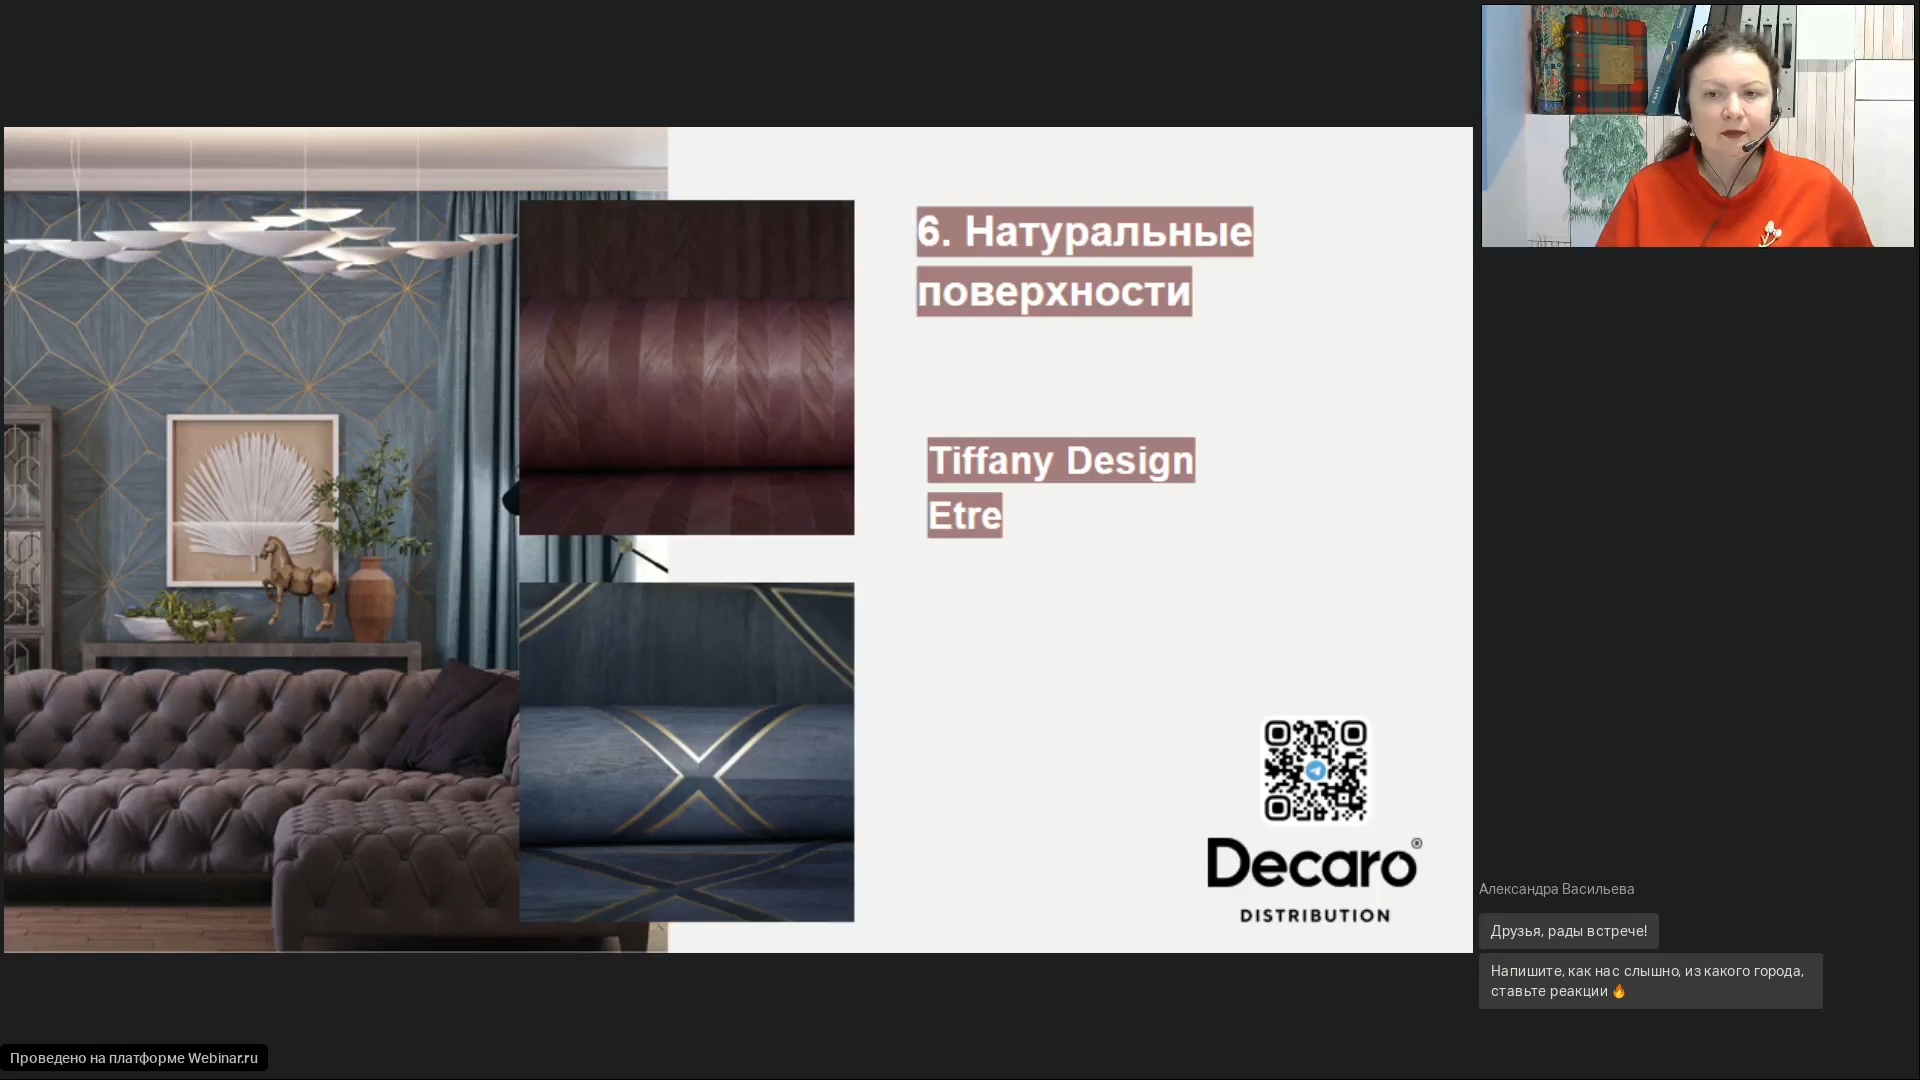 6. Натуральные
поверхности
Tiffany Design
Etre
Decaro®
DISTRIBUTION
Александра Васильева
Друзья, рады встрече!
Напишите, как нас слышно, из какого города,
ставьте реакции 🔥
Проведено на платформе Webinar.ru